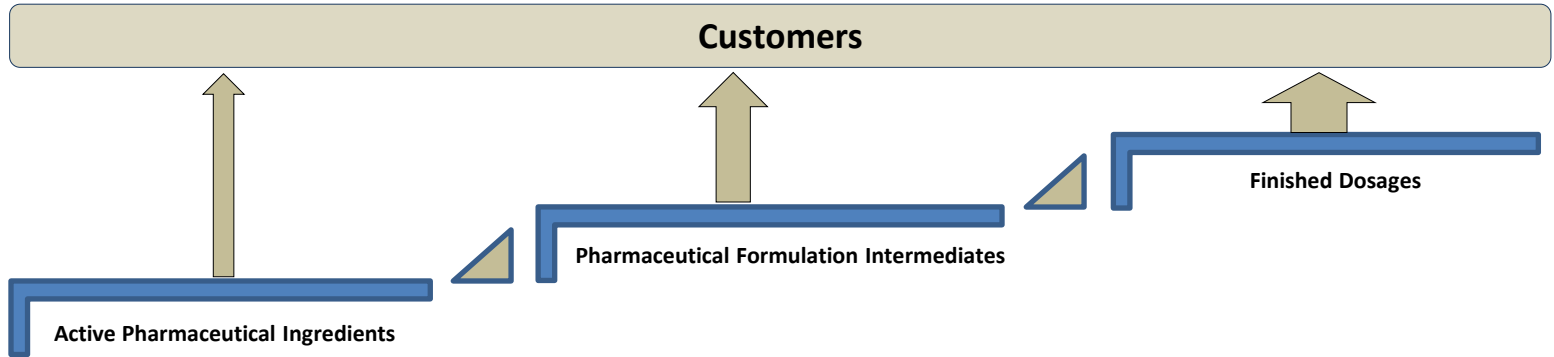 Customers
Finished Dosages
Pharmaceutical Formulation Intermediates
Active Pharmaceutical Ingredients